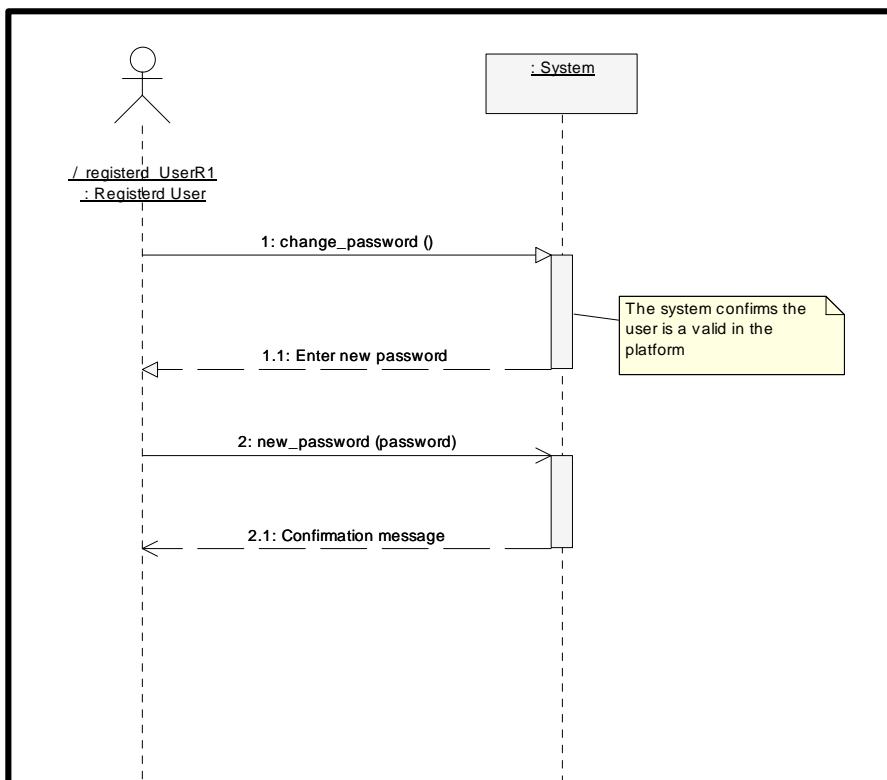 : System
/ registerd_UserR1
: Registerd User
1: change_password ()
The system confirms the
user is a valid in the
platform
1.1: Enter new password
2: new_password (password)
2.1: Confirmation message